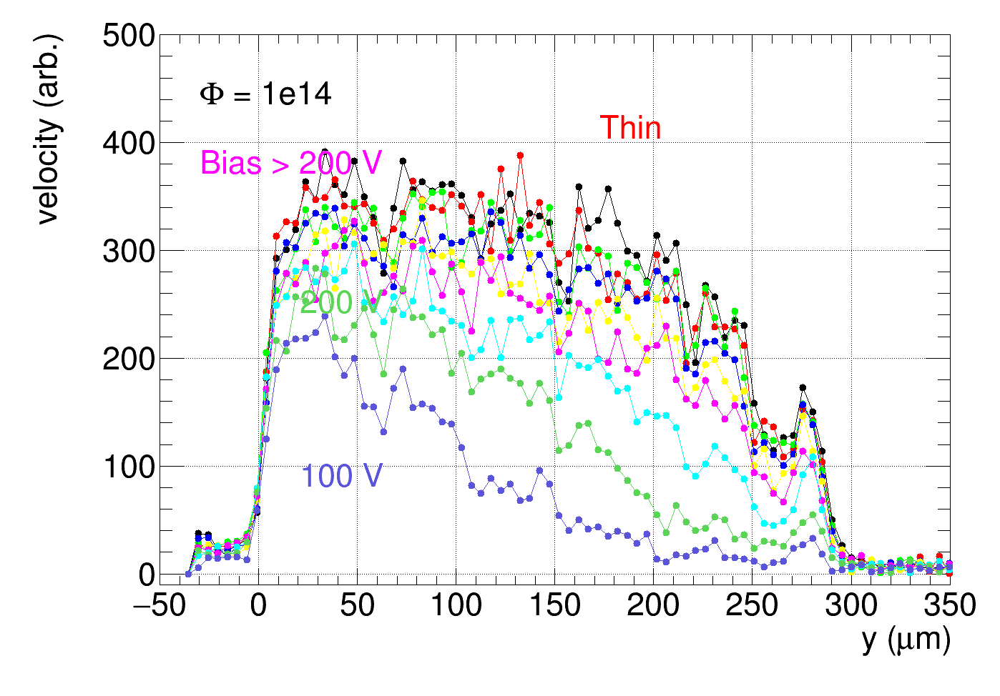 velocity (arb.)
500
400
300
200
100
0
Φ = 1e14
Thin
Bias > 200 V
200 V
100 V
−50 0 50 100 150 200 250 300 350
y (μm)